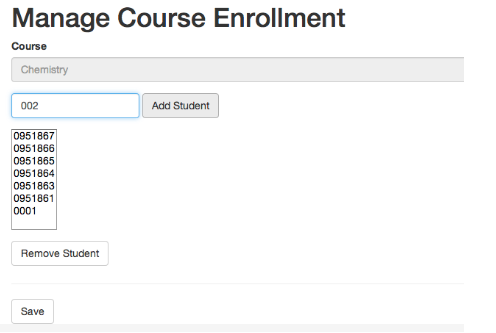 Manage Course Enrollment
Course
Chemistry
002 Add Student
0951867
0951866
0951865
0951864
0951863
0951861
0001
Remove Student
Save